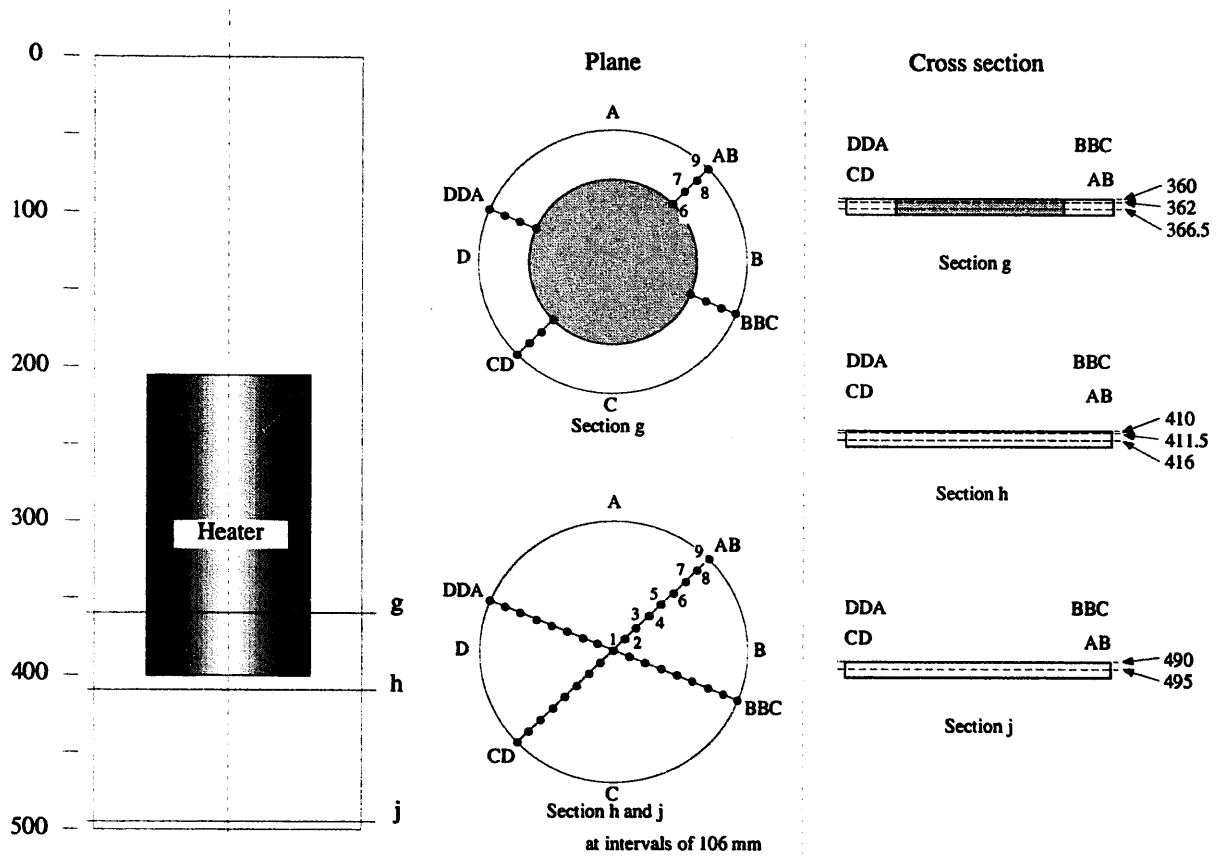 0
100
200
300
400
500
Heater
g
h
j
Plane
A
AB
9
7
8
6
DDA
D
B
BBC
CD
C
Section g
A
AB
9
7
8
5
6
3
4
1
2
DDA
D
B
BBC
CD
C
Section h and j
at intervals of 106 mm
Cross section
DDA BBC
CD AB
360
362
366.5
Section g
DDA BBC
CD AB
410
411.5
416
Section h
DDA BBC
CD AB
490
495
Section j